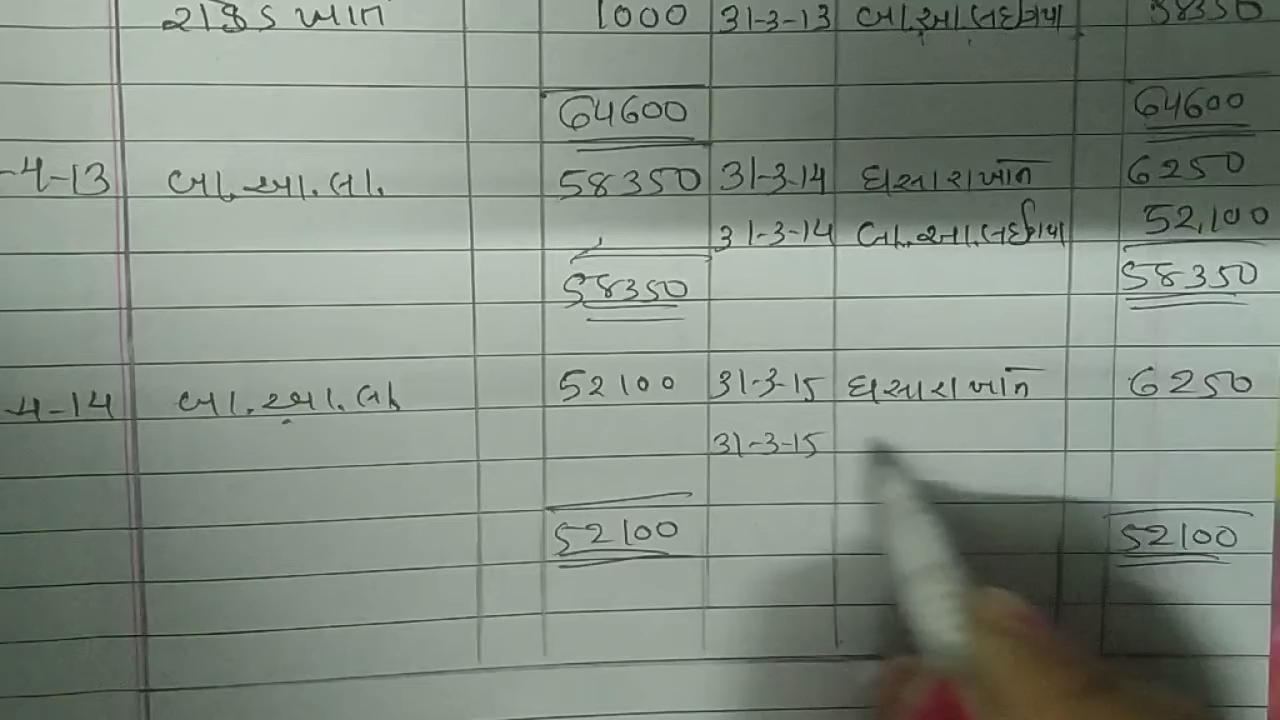 રોકડ ખાતે 1000 31-3-13 બા.આ.લઈ ગયા 58350
64600 64600
-4-13 બા.આ.લા. 58350 31-3-14 ઘસારા ખાતે 6250
31-3-14 બા.આ.લઈ ગયા 52,100
58350 58350
-4-14 બા.આ.લા. 52100 31-3-15 ઘસારા ખાતે 6250
31-3-15
52100 52100